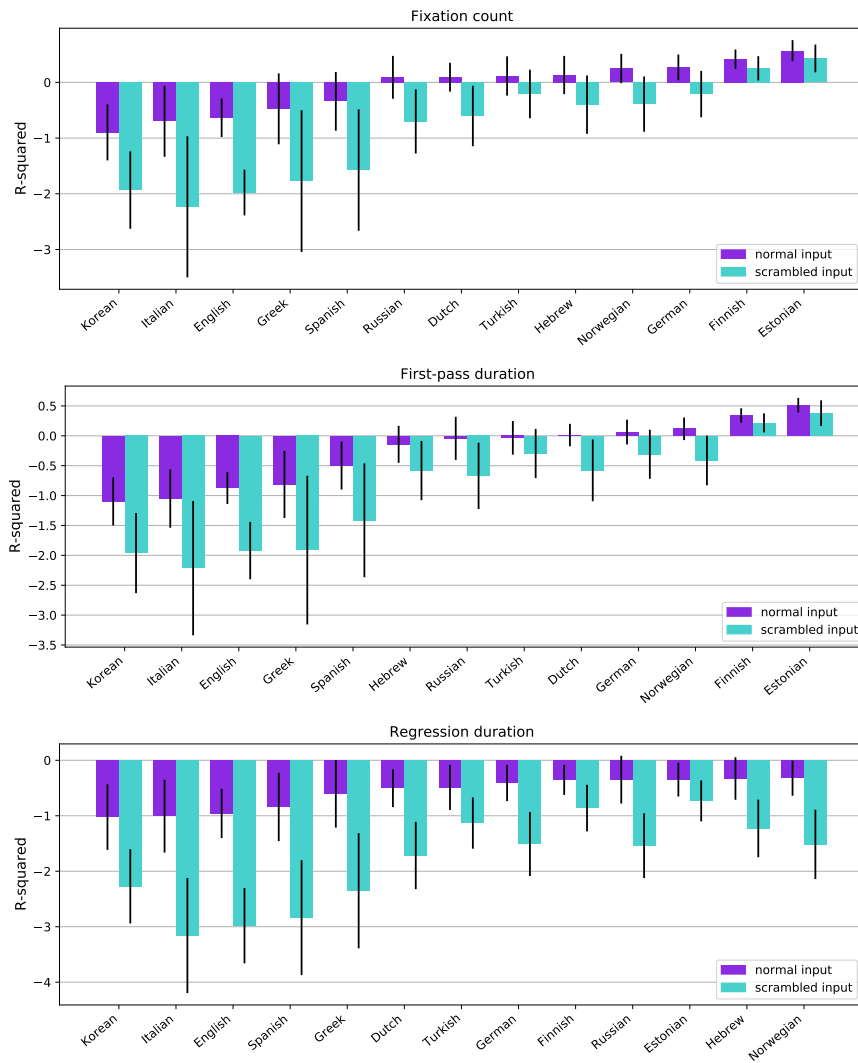 Fixation count
R-squared
0
−1
−2
−3
normal input
scrambled input
Korean
Italian
English
Greek
Spanish
Russian
Dutch
Turkish
Hebrew
Norwegian
German
Finnish
Estonian
First-pass duration
R-squared
0.5
0.0
−0.5
−1.0
−1.5
−2.0
−2.5
−3.0
−3.5
normal input
scrambled input
Korean
Italian
English
Greek
Spanish
Hebrew
Russian
Turkish
Dutch
German
Norwegian
Finnish
Estonian
Regression duration
R-squared
0
−1
−2
−3
−4
normal input
scrambled input
Korean
Italian
English
Spanish
Greek
Dutch
Turkish
German
Finnish
Russian
Estonian
Hebrew
Norwegian